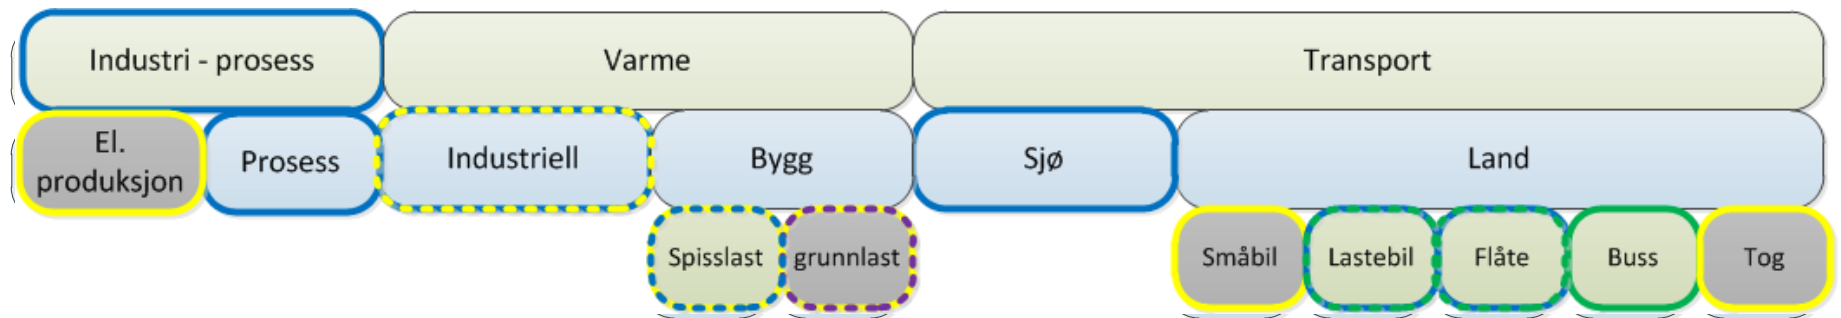 Industri - prosess
Varme
Transport
El.
produksjon
Prosess
Industriell
Bygg
Sjø
Land
Spisslast
grunnlast
Småbil
Lastebil
Flåte
Buss
Tog